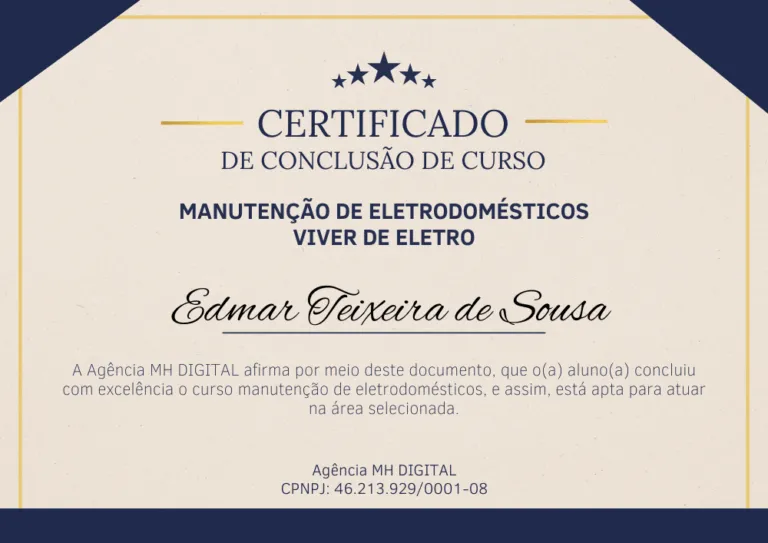 CERTIFICADO
DE CONCLUSÃO DE CURSO
MANUTENÇÃO DE ELETRODOMÉSTICOS
VIVER DE ELETRO
Edmar Teixeira de Sousa
A Agência MH DIGITAL afirma por meio deste documento, que o(a) aluno(a) concluiu
com excelência o curso manutenção de eletrodomésticos, e assim, está apta para atuar
na área selecionada.
Agência MH DIGITAL
CPNPJ: 46.213.929/0001-08